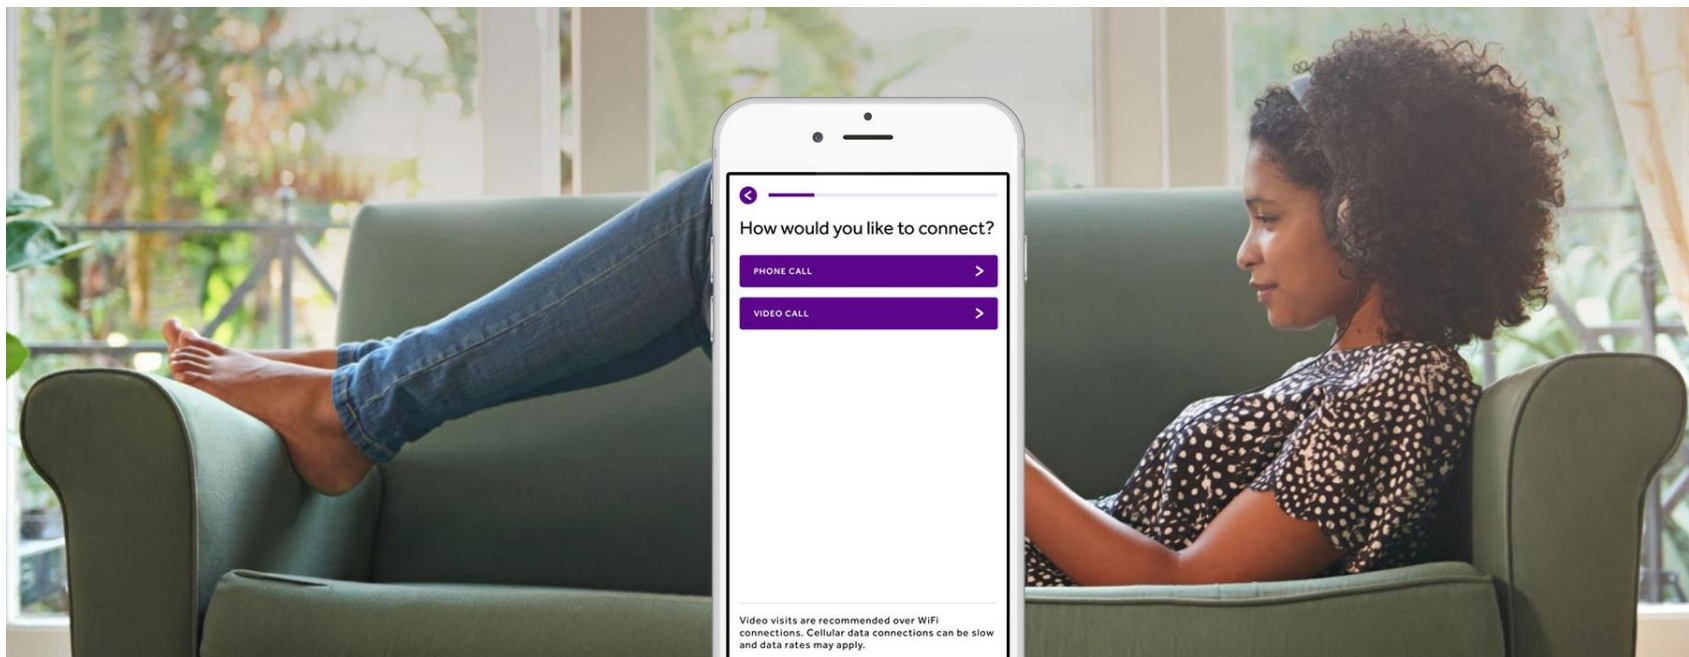 How would you like to connect?
PHONE CALL
VIDEO CALL
Video visits are recommended over WiFi
connections. Cellular data connections can be slow
and data rates may apply.